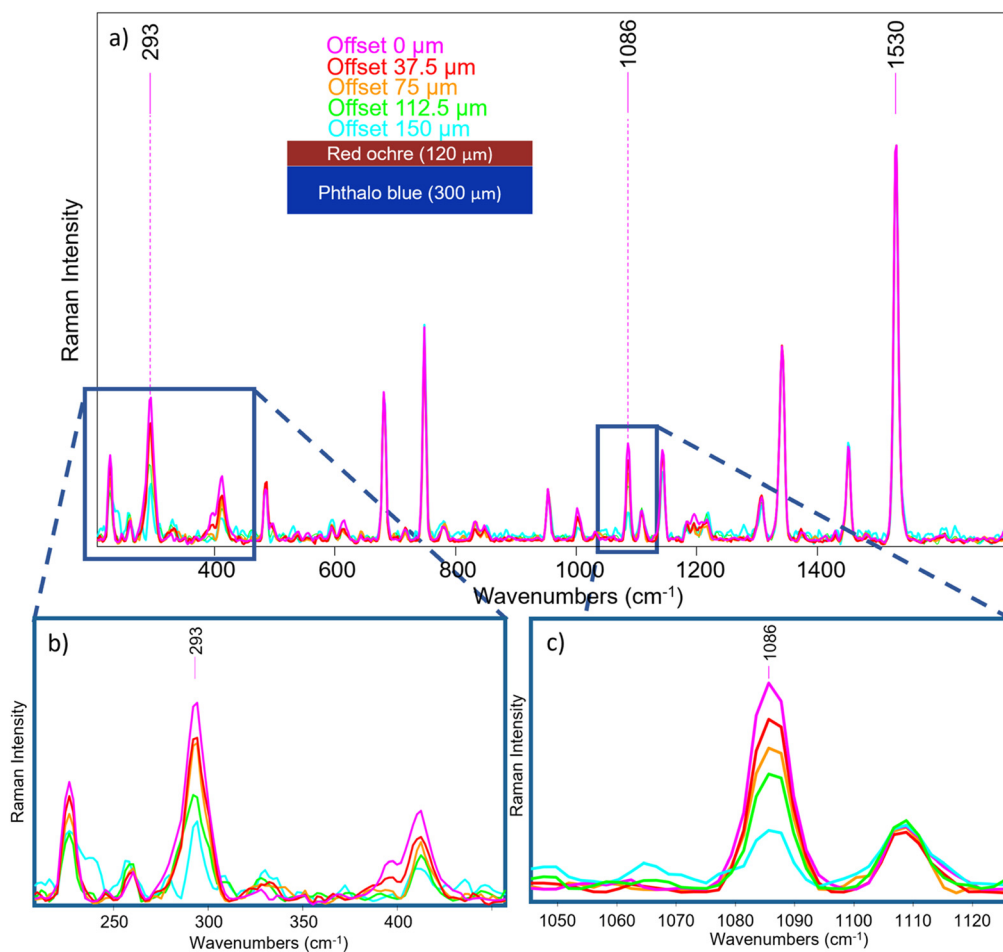 a)
293
1086
1530
Offset 0 µm
Offset 37.5 µm
Offset 75 µm
Offset 112.5 µm
Offset 150 µm
Red ochre (120 µm)
Phthalo blue (300 µm)
Raman Intensity
400 600 800 1000 1200 1400
Wavenumbers (cm-1)
b)
293
Raman Intensity
250 300 350 400
Wavenumbers (cm-1)
c)
1086
Raman Intensity
1050 1060 1070 1080 1090 1100 1110 1120
Wavenumbers (cm-1)